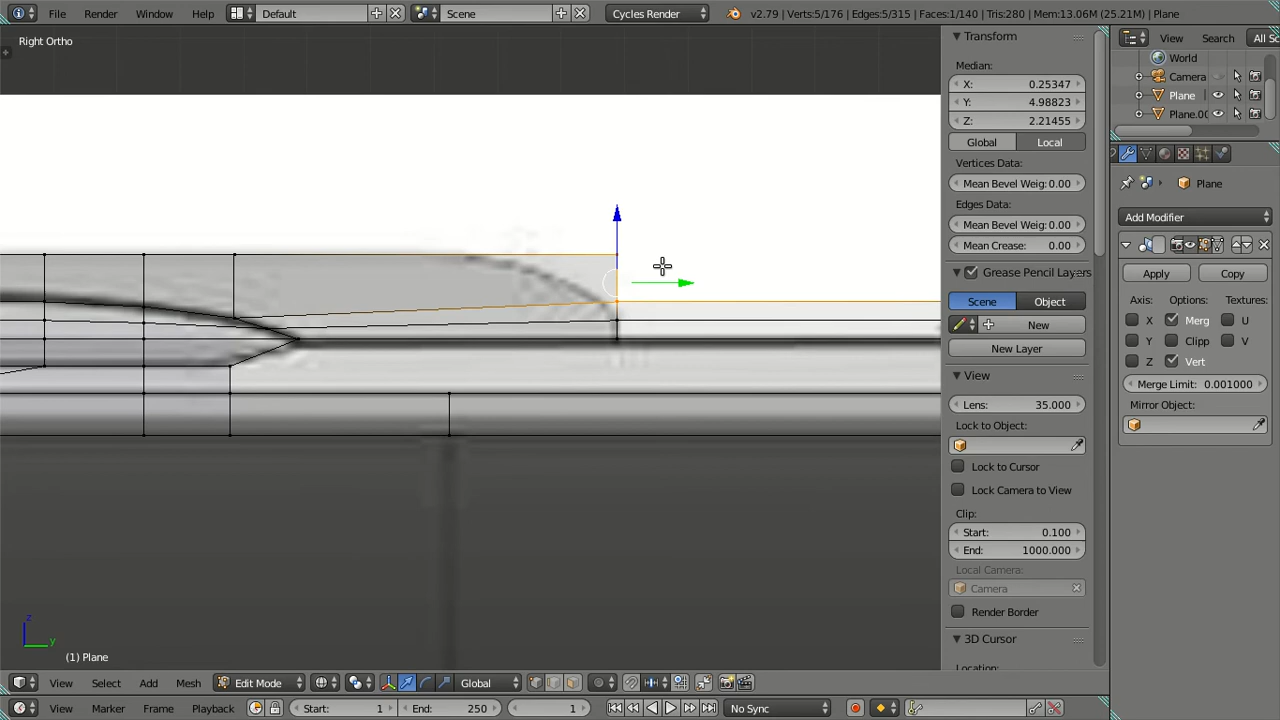 File Render Window Help Default Scene Cycles Render v2.79 | Verts:5/176 | Edges:5/315 | Faces:1/140 | Tris:280 | Mem:13.06M (25.21M) | Plane
Right Ortho
Transform
Median:
X: 0.25347
Y: 4.98823
Z: 2.21455
Global Local
Vertices Data:
Mean Bevel Weig: 0.00
Edges Data:
Mean Bevel Weig: 0.00
Mean Crease: 0.00
Grease Pencil Layers
Scene Object
New
New Layer
View
Lens: 35.000
Lock to Object:
Lock to Cursor
Lock Camera to View
Clip:
Start: 0.100
End: 1000.000
Local Camera:
Camera
Render Border
3D Cursor
Location:
View Search All Sc
World
Camera
Plane
Plane.00
Plane
Add Modifier
Apply Copy
Axis: Options: Textures:
X Merg U
Y Clipp V
Z Vert
Merge Limit: 0.001000
Mirror Object:
z
y
(1) Plane
View Select Add Mesh Edit Mode Global
View Marker Frame Playback Start: 1 End: 250 1 No Sync